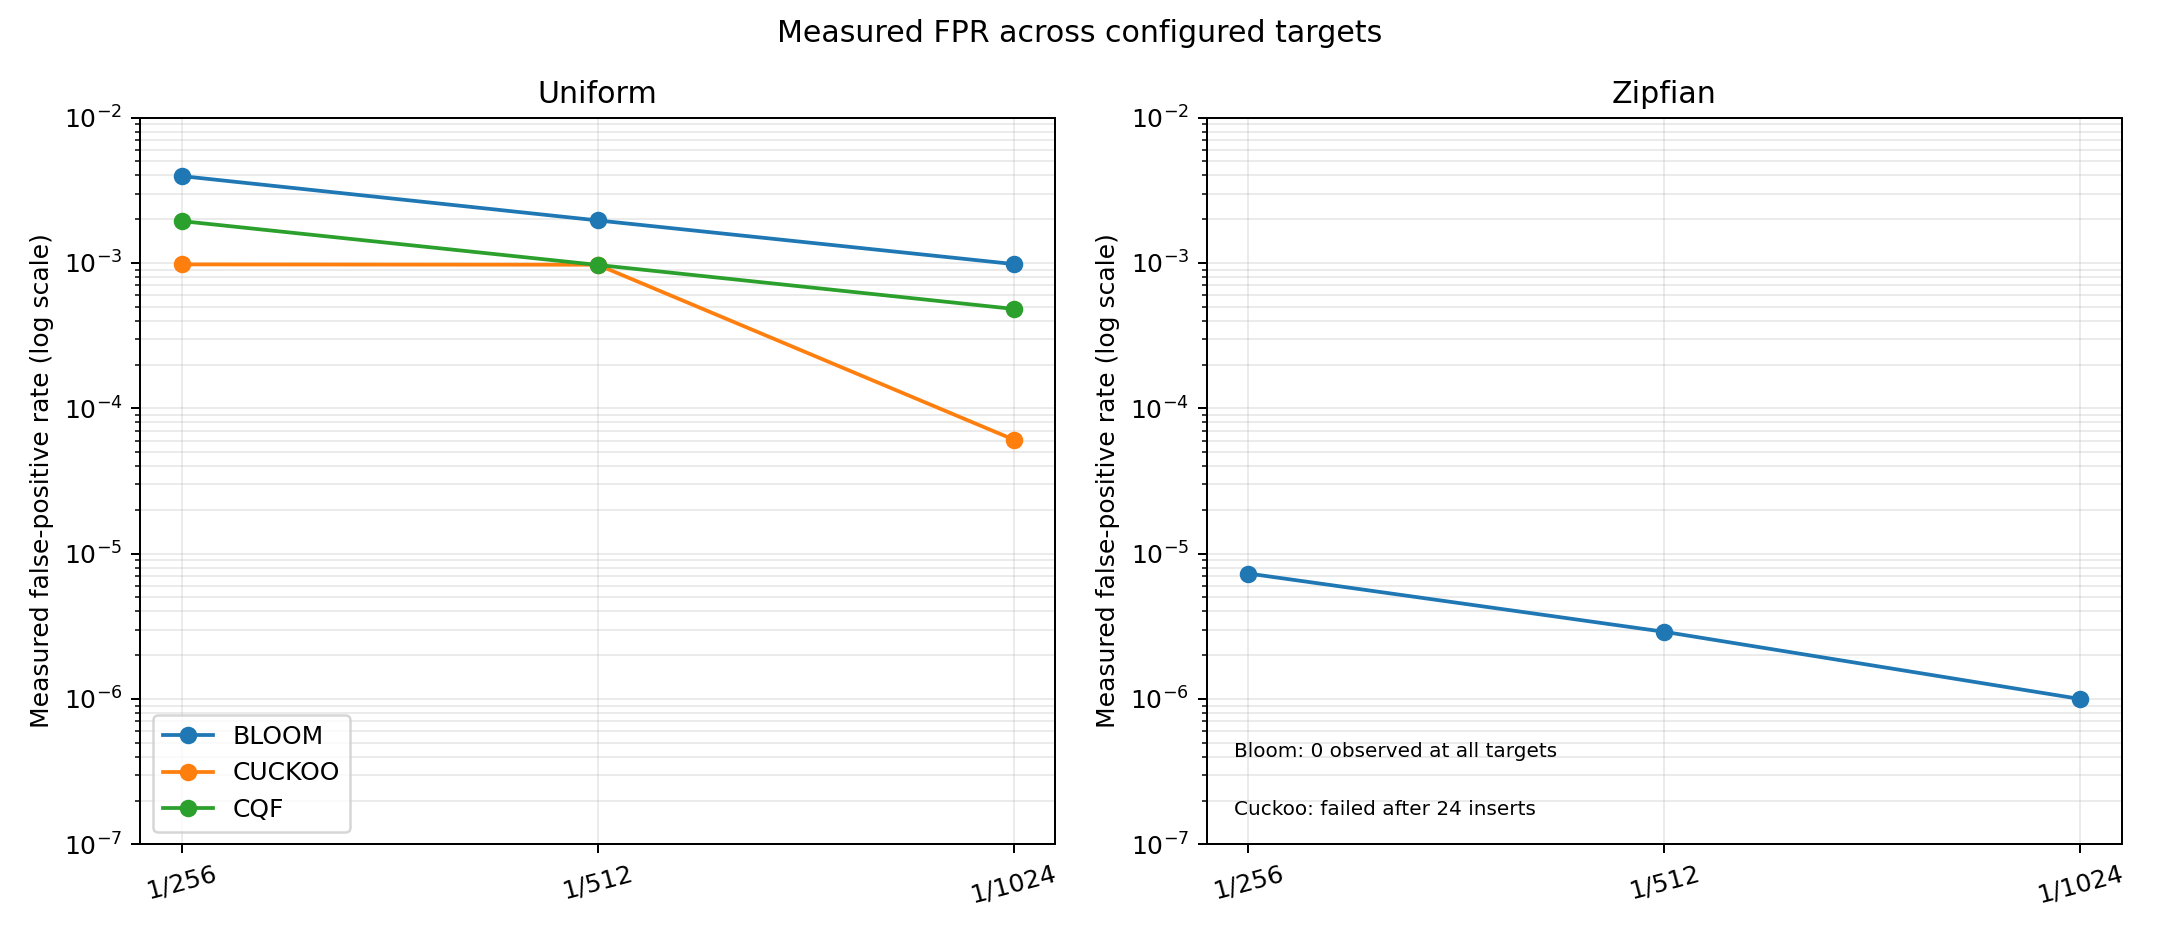 Measured FPR across configured targets
Uniform
Measured false-positive rate (log scale)
10⁻²
10⁻³
10⁻⁴
10⁻⁵
10⁻⁶
10⁻⁷
BLOOM
CUCKOO
CQF
1/256
1/512
1/1024
Zipfian
Measured false-positive rate (log scale)
10⁻²
10⁻³
10⁻⁴
10⁻⁵
10⁻⁶
10⁻⁷
Bloom: 0 observed at all targets
Cuckoo: failed after 24 inserts
1/256
1/512
1/1024